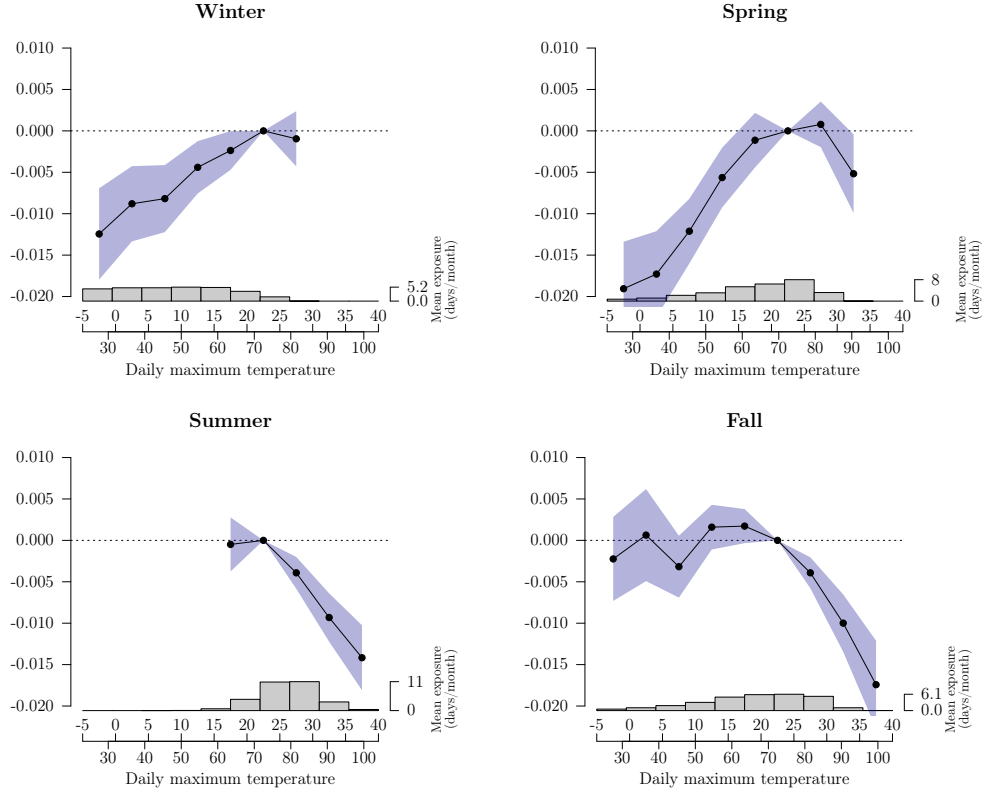 Winter
0.010
0.005
0.000
-0.005
-0.010
-0.015
-0.020
5.2
0.0
Mean exposure
(days/month)
-5 0 5 10 15 20 25 30 35 40
30 40 50 60 70 80 90 100
Daily maximum temperature
Spring
0.010
0.005
0.000
-0.005
-0.010
-0.015
-0.020
8
0
Mean exposure
(days/month)
-5 0 5 10 15 20 25 30 35 40
30 40 50 60 70 80 90 100
Daily maximum temperature
Summer
0.010
0.005
0.000
-0.005
-0.010
-0.015
-0.020
11
0
Mean exposure
(days/month)
-5 0 5 10 15 20 25 30 35 40
30 40 50 60 70 80 90 100
Daily maximum temperature
Fall
0.010
0.005
0.000
-0.005
-0.010
-0.015
-0.020
6.1
0.0
Mean exposure
(days/month)
-5 0 5 10 15 20 25 30 35 40
30 40 50 60 70 80 90 100
Daily maximum temperature